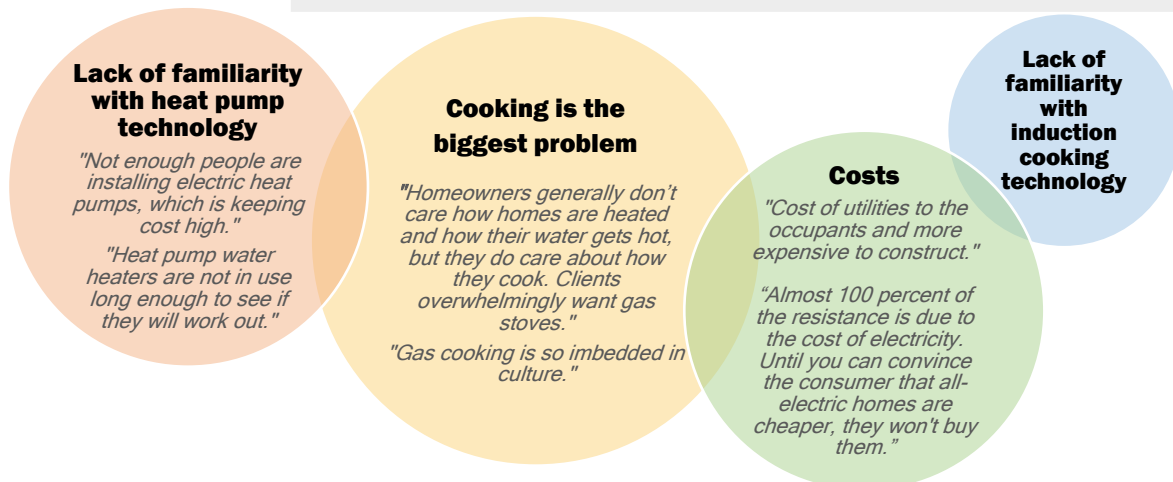 Lack of familiarity
with heat pump
technology
"Not enough people are
installing electric heat
pumps, which is keeping
cost high."
"Heat pump water
heaters are not in use
long enough to see if
they will work out."
Cooking is the
biggest problem
"Homeowners generally don’t
care how homes are heated
and how their water gets hot,
but they do care about how
they cook. Clients
overwhelmingly want gas
stoves."
"Gas cooking is so imbedded in
culture."
Costs
"Cost of utilities to the
occupants and more
expensive to construct."
“Almost 100 percent of
the resistance is due to
the cost of electricity.
Until you can convince
the consumer that all-
electric homes are
cheaper, they won't buy
them.”
Lack of
familiarity
with
induction
cooking
technology